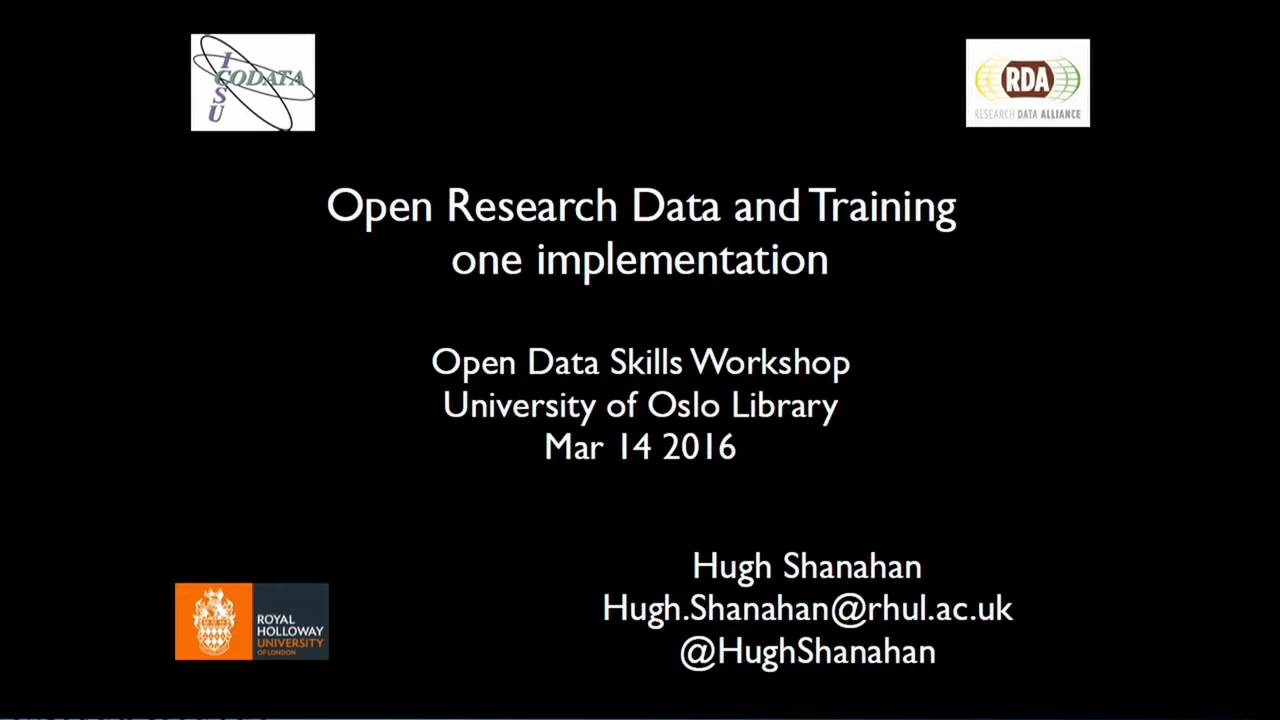 ICSU
CODATA
RDA
RESEARCH DATA ALLIANCE
Open Research Data and Training
one implementation
Open Data Skills Workshop
University of Oslo Library
Mar 14 2016
Hugh Shanahan
Hugh.Shanahan@rhul.ac.uk
@HughShanahan
ROYAL
HOLLOWAY
UNIVERSITY
OF LONDON